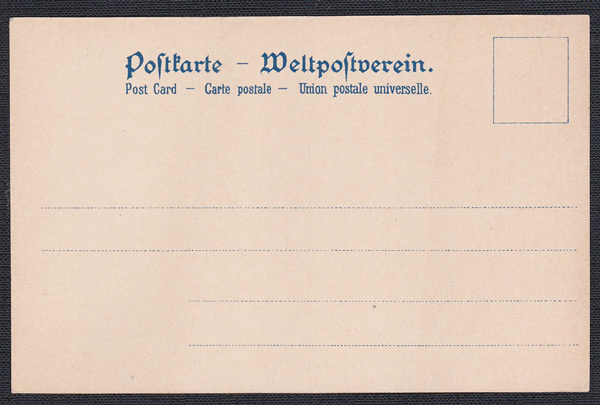 Poſtkarte – Weltpoſtverein.
Post Card – Carte postale – Union postale universelle.